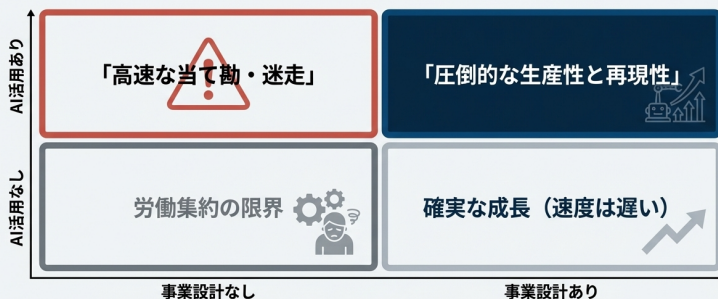 AI活用あり
「高速な当て勘・迷走」
「圧倒的な生産性と再現性」
AI活用なし
労働集約の限界
確実な成長（速度は遅い）
事業設計なし
事業設計あり